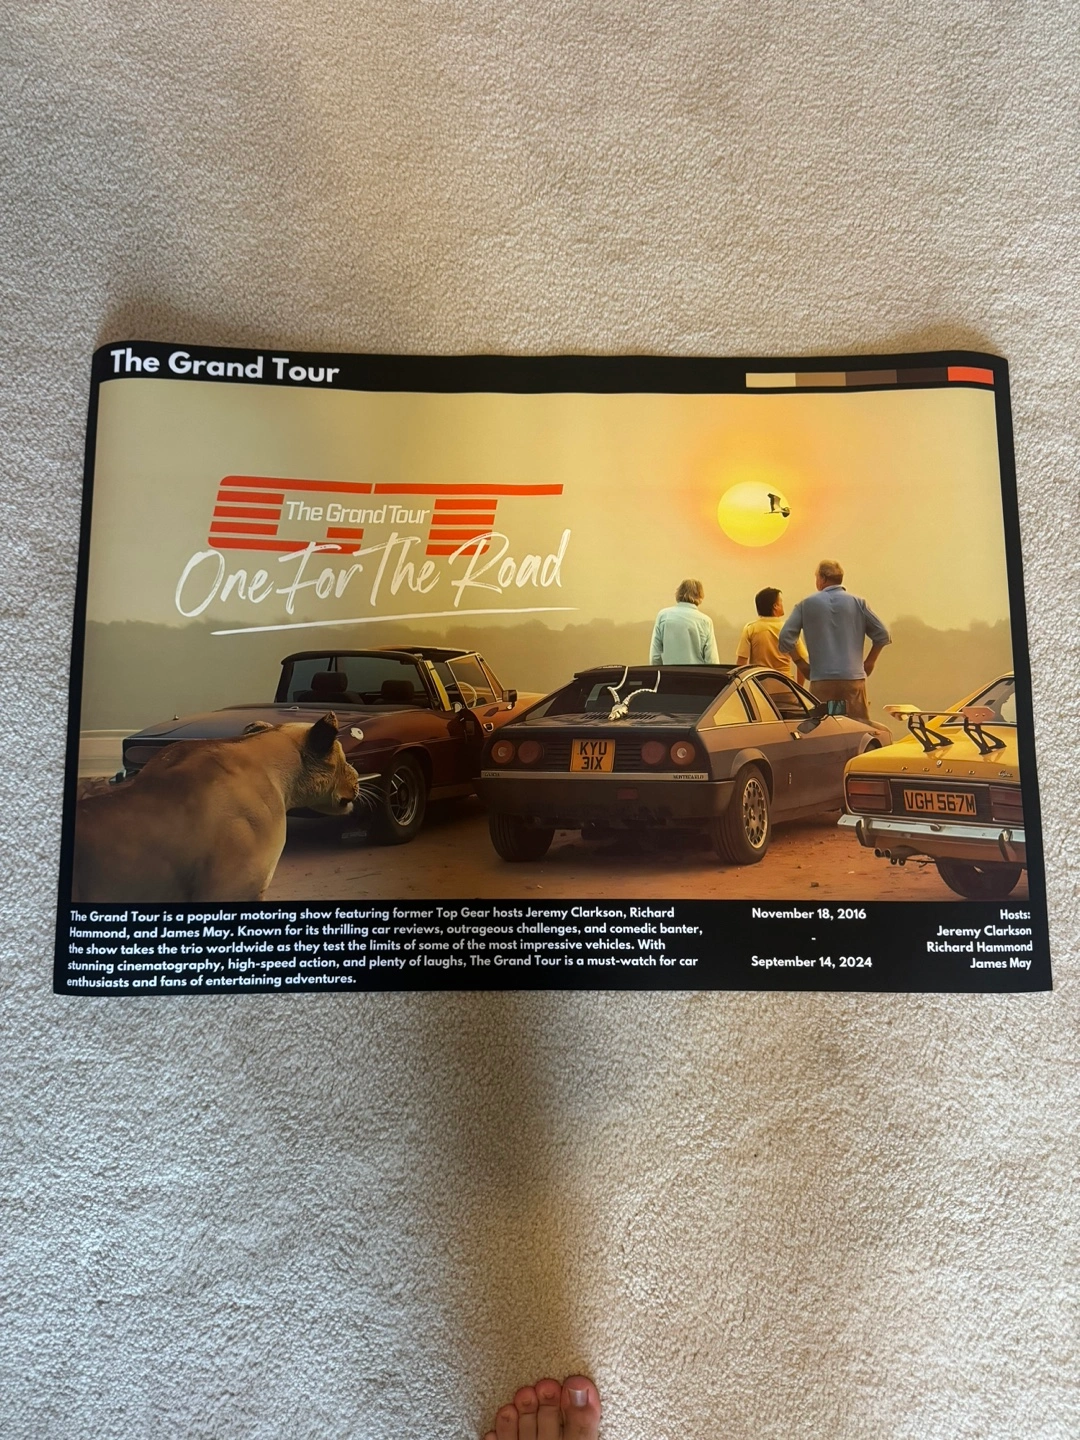 The Grand Tour
The Grand Tour
One For The Road
KYU
31X
VGH 567M
The Grand Tour is a popular motoring show featuring former Top Gear hosts Jeremy Clarkson, Richard
Hammond, and James May. Known for its thrilling car reviews, outrageous challenges, and comedic banter,
the show takes the trio worldwide as they test the limits of some of the most impressive vehicles. With
stunning cinematography, high-speed action, and plenty of laughs, The Grand Tour is a must-watch for car
enthusiasts and fans of entertaining adventures.
November 18, 2016
-
September 14, 2024
Hosts:
Jeremy Clarkson
Richard Hammond
James May